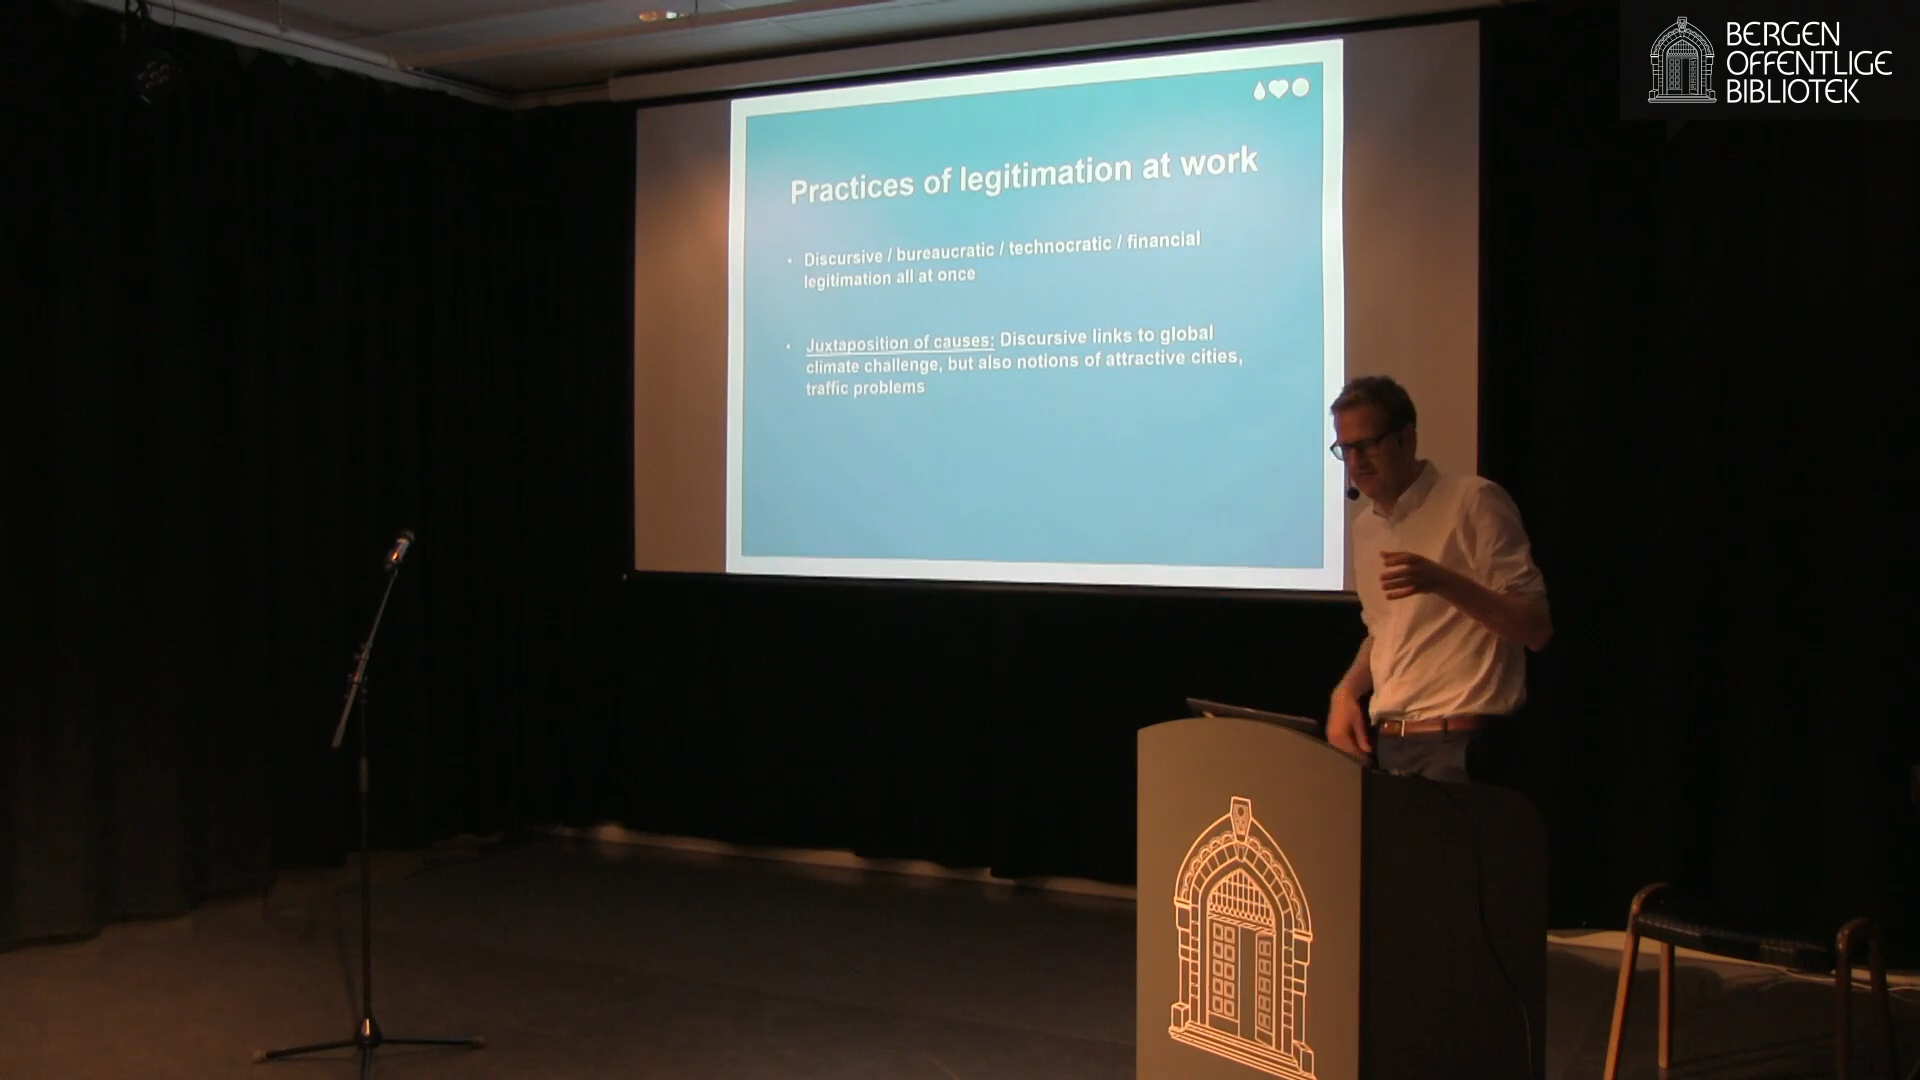 BERGEN
OFFENTLIGE
BIBLIOTEK
Practices of legitimation at work
• Discursive / bureaucratic / technocratic / financial
legitimation all at once
• Juxtaposition of causes: Discursive links to global
climate challenge, but also notions of attractive cities,
traffic problems